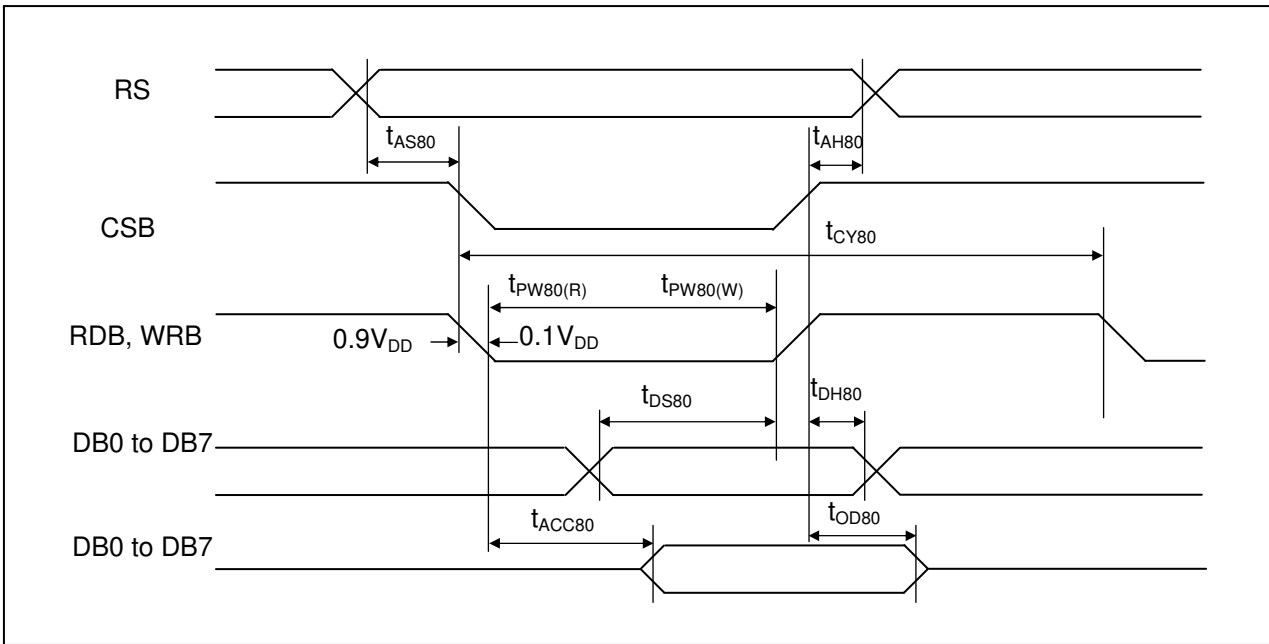 RS
tAS80
tAH80
CSB
tCY80
tPW80(R)
tPW80(W)
RDB, WRB
0.9VDD
0.1VDD
tDS80
tDH80
DB0 to DB7
tACC80
tOD80
DB0 to DB7